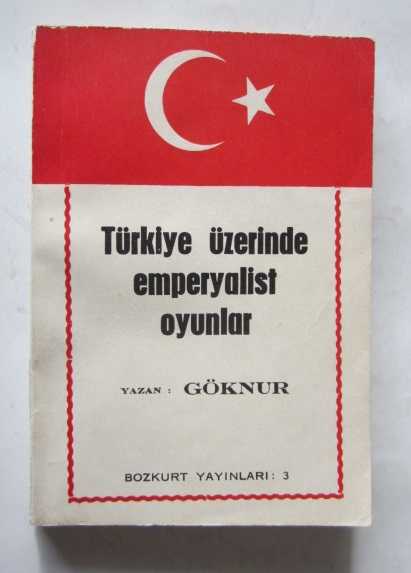 Türkiye üzerinde
emperyalist
oyunlar
YAZAN : GÖKNUR
BOZKURT YAYINLARI: 3